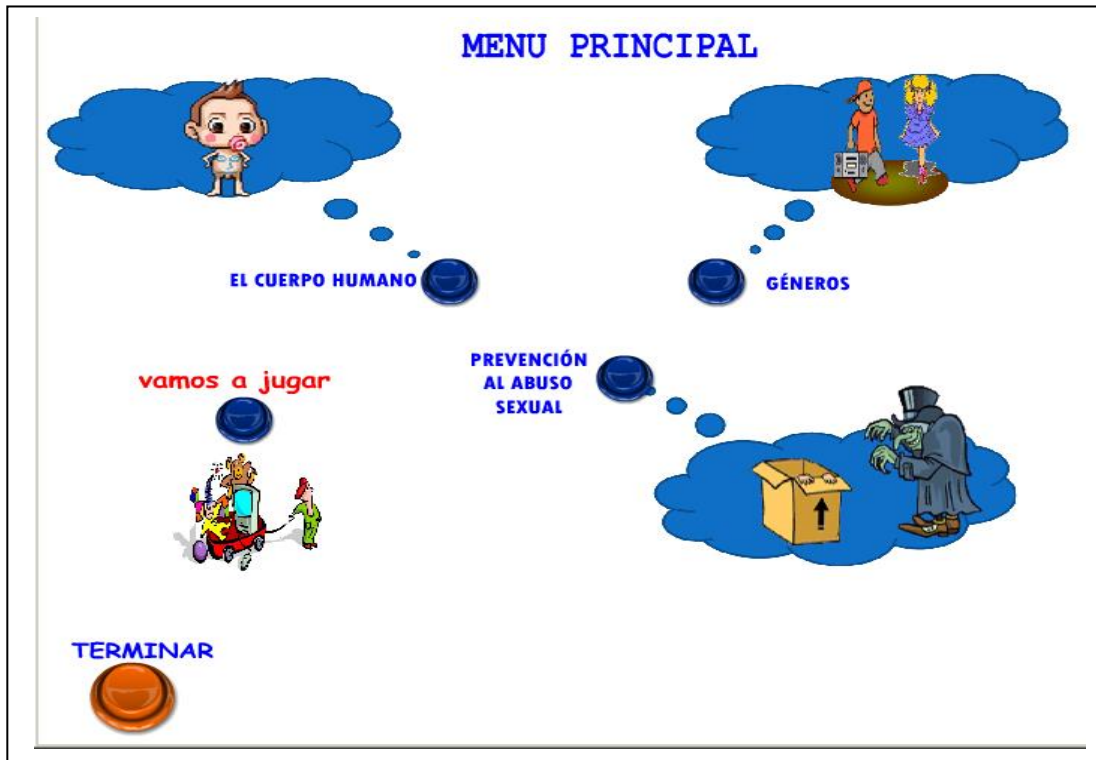 MENU PRINCIPAL
EL CUERPO HUMANO
GÉNEROS
PREVENCIÓN
AL ABUSO
SEXUAL
vamos a jugar
TERMINAR